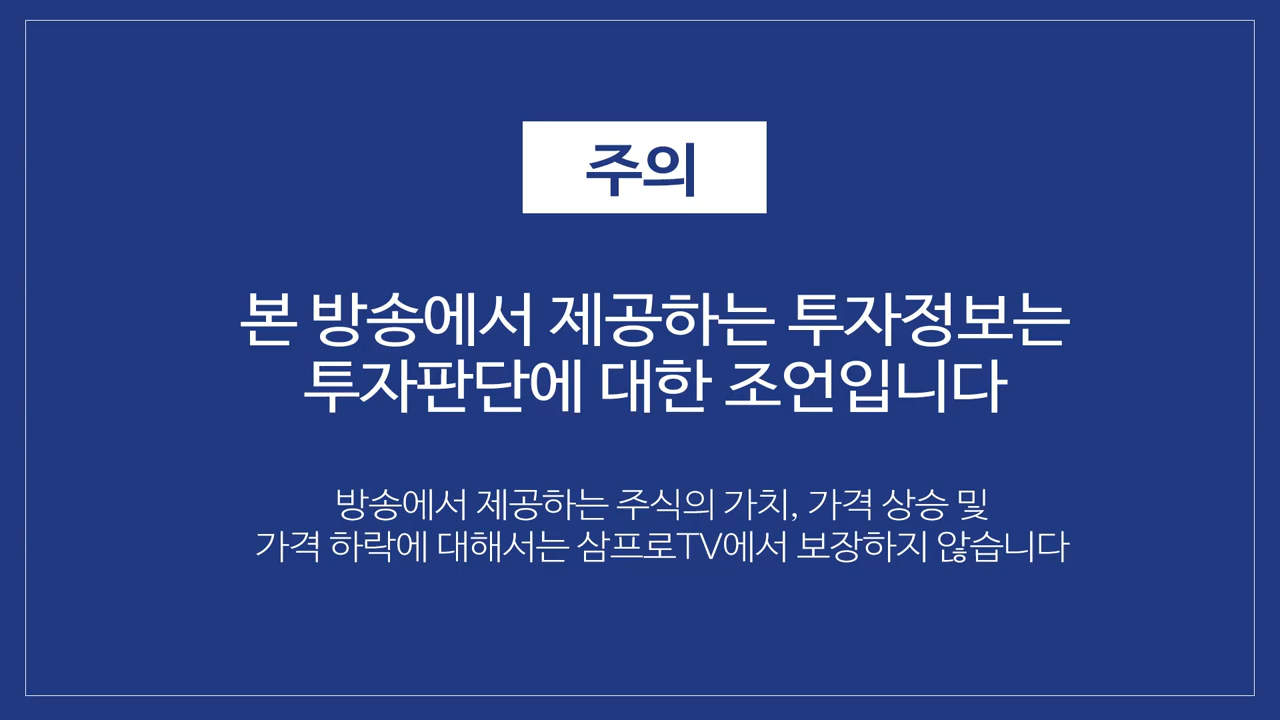 주의
본 방송에서 제공하는 투자정보는
투자판단에 대한 조언입니다
방송에서 제공하는 주식의 가치, 가격 상승 및
가격 하락에 대해서는 삼프로TV에서 보장하지 않습니다